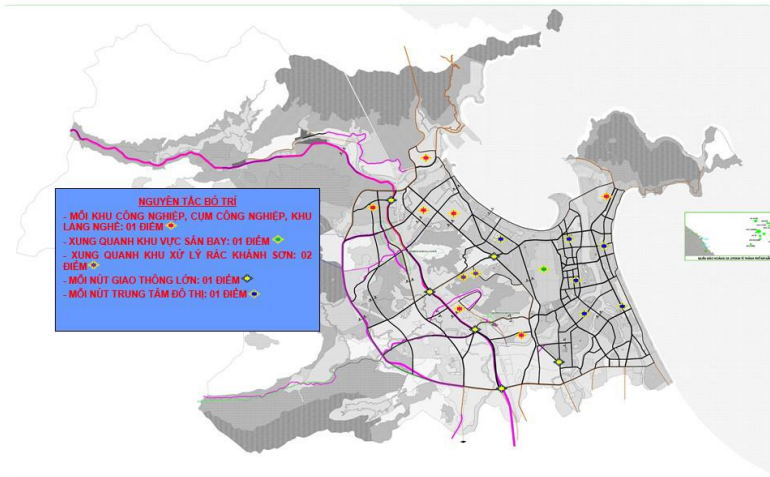 NGUYÊN TẮC BỐ TRÍ
- MỖI KHU CÔNG NGHIỆP, CỤM CÔNG NGHIỆP, KHU
LÀNG NGHỀ: 01 ĐIỂM
- XUNG QUANH KHU VỰC SÂN BAY: 01 ĐIỂM
- XUNG QUANH KHU XỬ LÝ RÁC KHÁNH SƠN: 02
ĐIỂM
- MỖI NÚT GIAO THÔNG LỚN: 01 ĐIỂM
- MỖI NÚT TRUNG TÂM ĐÔ THỊ: 01 ĐIỂM